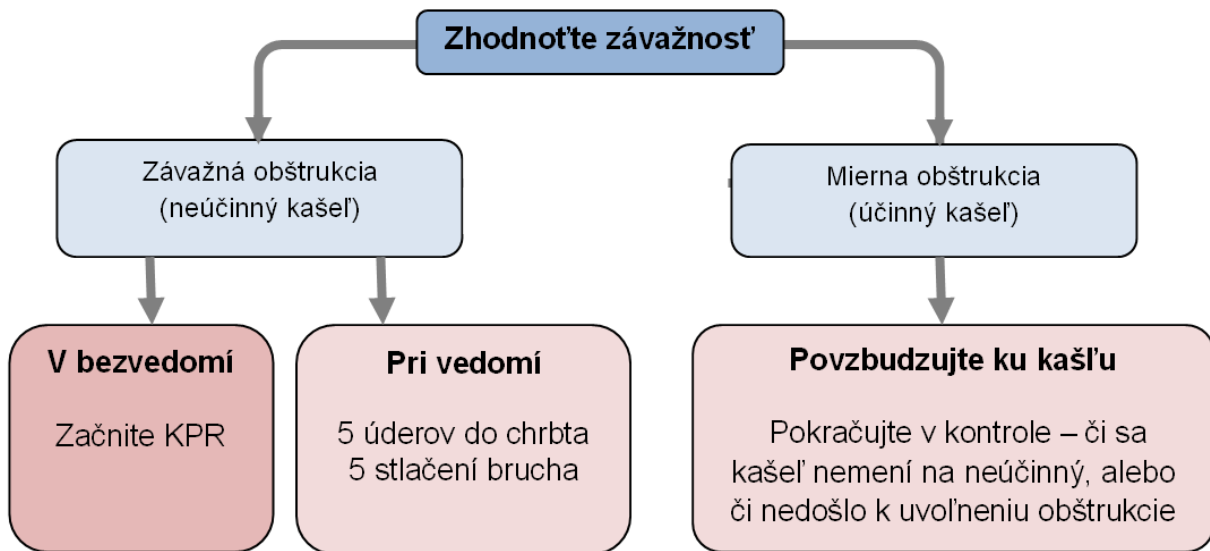 Zhodnoťte závažnosť
Závažná obštrukcia
(neúčinný kašeľ)
Mierna obštrukcia
(účinný kašeľ)
V bezvedomí
Začnite KPR
Pri vedomí
5 úderov do chrbta
5 stlačení brucha
Povzbudzujte ku kašľu
Pokračujte v kontrole – či sa
kašeľ nemení na neúčinný, alebo
či nedošlo k uvoľneniu obštrukcie